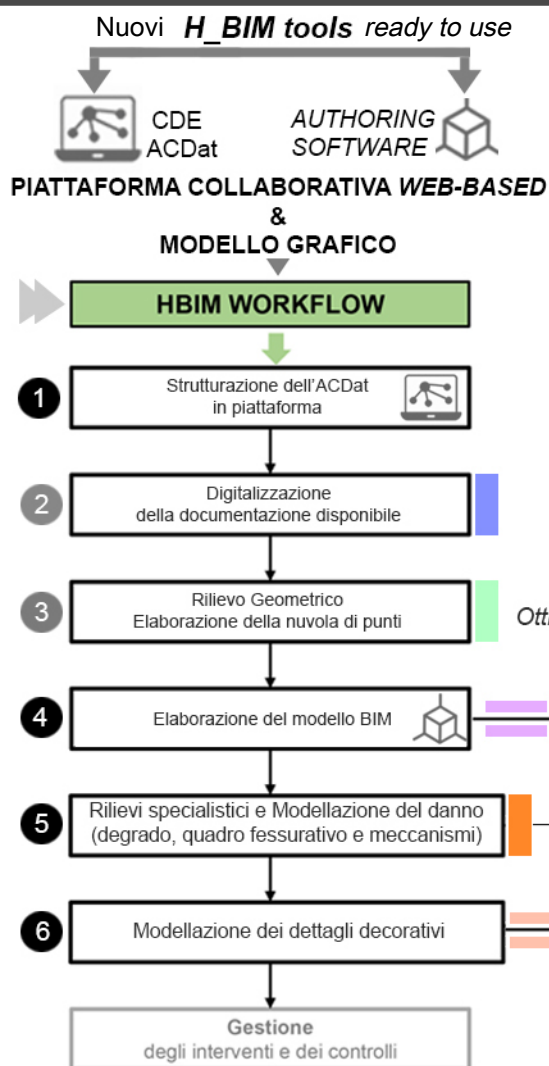 Nuovi H_BIM tools ready to use
CDE
ACDat
AUTHORING
SOFTWARE
PIATTAFORMA COLLABORATIVA WEB-BASED
&
MODELLO GRAFICO
HBIM WORKFLOW
1
Strutturazione dell'ACDat
in piattaforma
2
Digitalizzazione
della documentazione disponibile
3
Rilievo Geometrico
Elaborazione della nuvola di punti
4
Elaborazione del modello BIM
5
Rilievi specialistici e Modellazione del danno
(degrado, quadro fessurativo e meccanismi)
6
Modellazione dei dettagli decorativi
Gestione
degli interventi e dei controlli